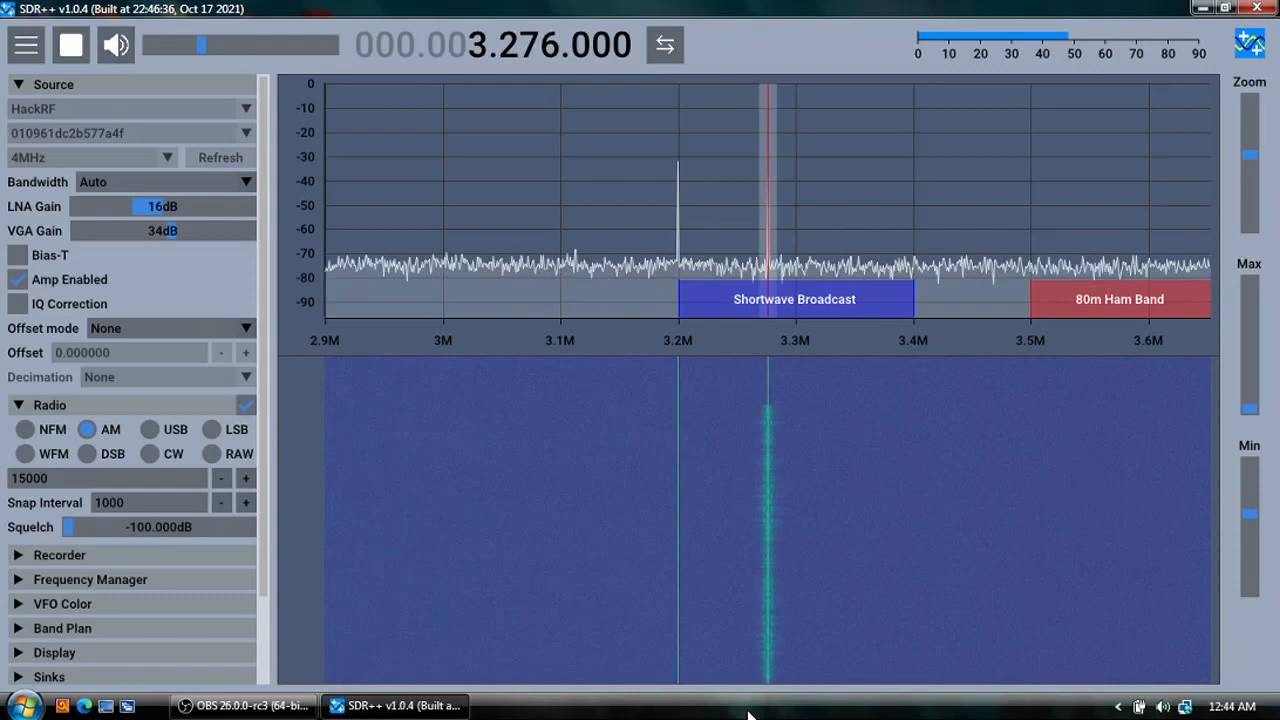 SDR++ v1.0.4 (Built at 22:46:36, Oct 17 2021)
000.003.276.000
0 10 20 30 40 50 60 70 80 90
Source
HackRF
010961dc2b577a4f
4MHz Refresh
Bandwidth Auto
LNA Gain 16dB
VGA Gain 34dB
Bias-T
Amp Enabled
IQ Correction
Offset mode None
Offset 0.000000 - +
Decimation None
Radio
NFM AM USB LSB
WFM DSB CW RAW
15000 - +
Snap Interval 1000 - +
Squelch -100.000dB
Recorder
Frequency Manager
VFO Color
Band Plan
Display
Sinks
0
-10
-20
-30
-40
-50
-60
-70
-80
-90
Shortwave Broadcast 80m Ham Band
2.9M 3M 3.1M 3.2M 3.3M 3.4M 3.5M 3.6M
Zoom
Max
Min
OBS 26.0.0-rc3 (64-bi... SDR++ v1.0.4 (Built a... 12:44 AM